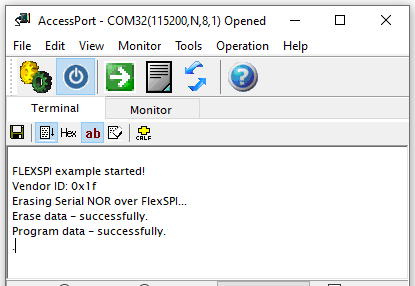 AccessPort - COM32(115200,N,8,1) Opened
File Edit View Monitor Tools Operation Help
Terminal Monitor
Hex ab CRLF
FLEXSPI example started!
Vendor ID: 0x1f
Erasing Serial NOR over FlexSPI...
Erase data - successfully.
Program data - successfully.
.